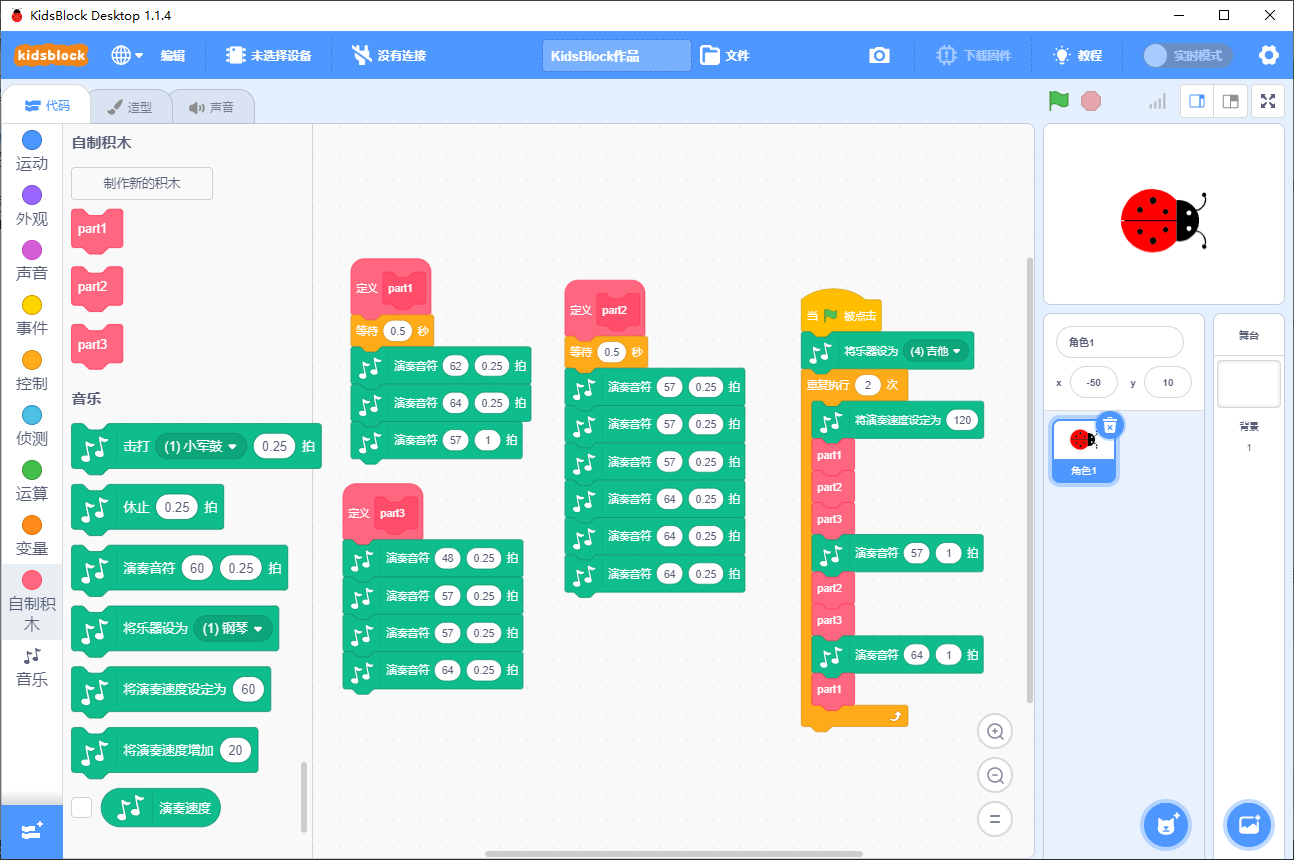 KidsBlock Desktop 1.1.4
kidsblock
编辑
未选择设备
没有连接
KidsBlock作品
文件
下载固件
教程
实时模式
代码
造型
声音
运动
外观
声音
事件
控制
侦测
运算
变量
自制积木
音乐
自制积木
制作新的积木
part1
part2
part3
音乐
击打 (1) 小军鼓 0.25 拍
休止 0.25 拍
演奏音符 60 0.25 拍
将乐器设为 (1) 钢琴
将演奏速度设定为 60
将演奏速度增加 20
演奏速度
定义 part1
等待 0.5 秒
演奏音符 62 0.25 拍
演奏音符 64 0.25 拍
演奏音符 57 1 拍
定义 part3
演奏音符 48 0.25 拍
演奏音符 57 0.25 拍
演奏音符 57 0.25 拍
演奏音符 64 0.25 拍
定义 part2
等待 0.5 秒
演奏音符 57 0.25 拍
演奏音符 57 0.25 拍
演奏音符 57 0.25 拍
演奏音符 64 0.25 拍
演奏音符 64 0.25 拍
演奏音符 64 0.25 拍
当 被点击
将乐器设为 (4) 吉他
重复执行 2 次
将演奏速度设定为 120
part1
part2
part3
演奏音符 57 1 拍
part2
part3
演奏音符 64 1 拍
part1
角色1
x -50 y 10
角色1
舞台
背景
1